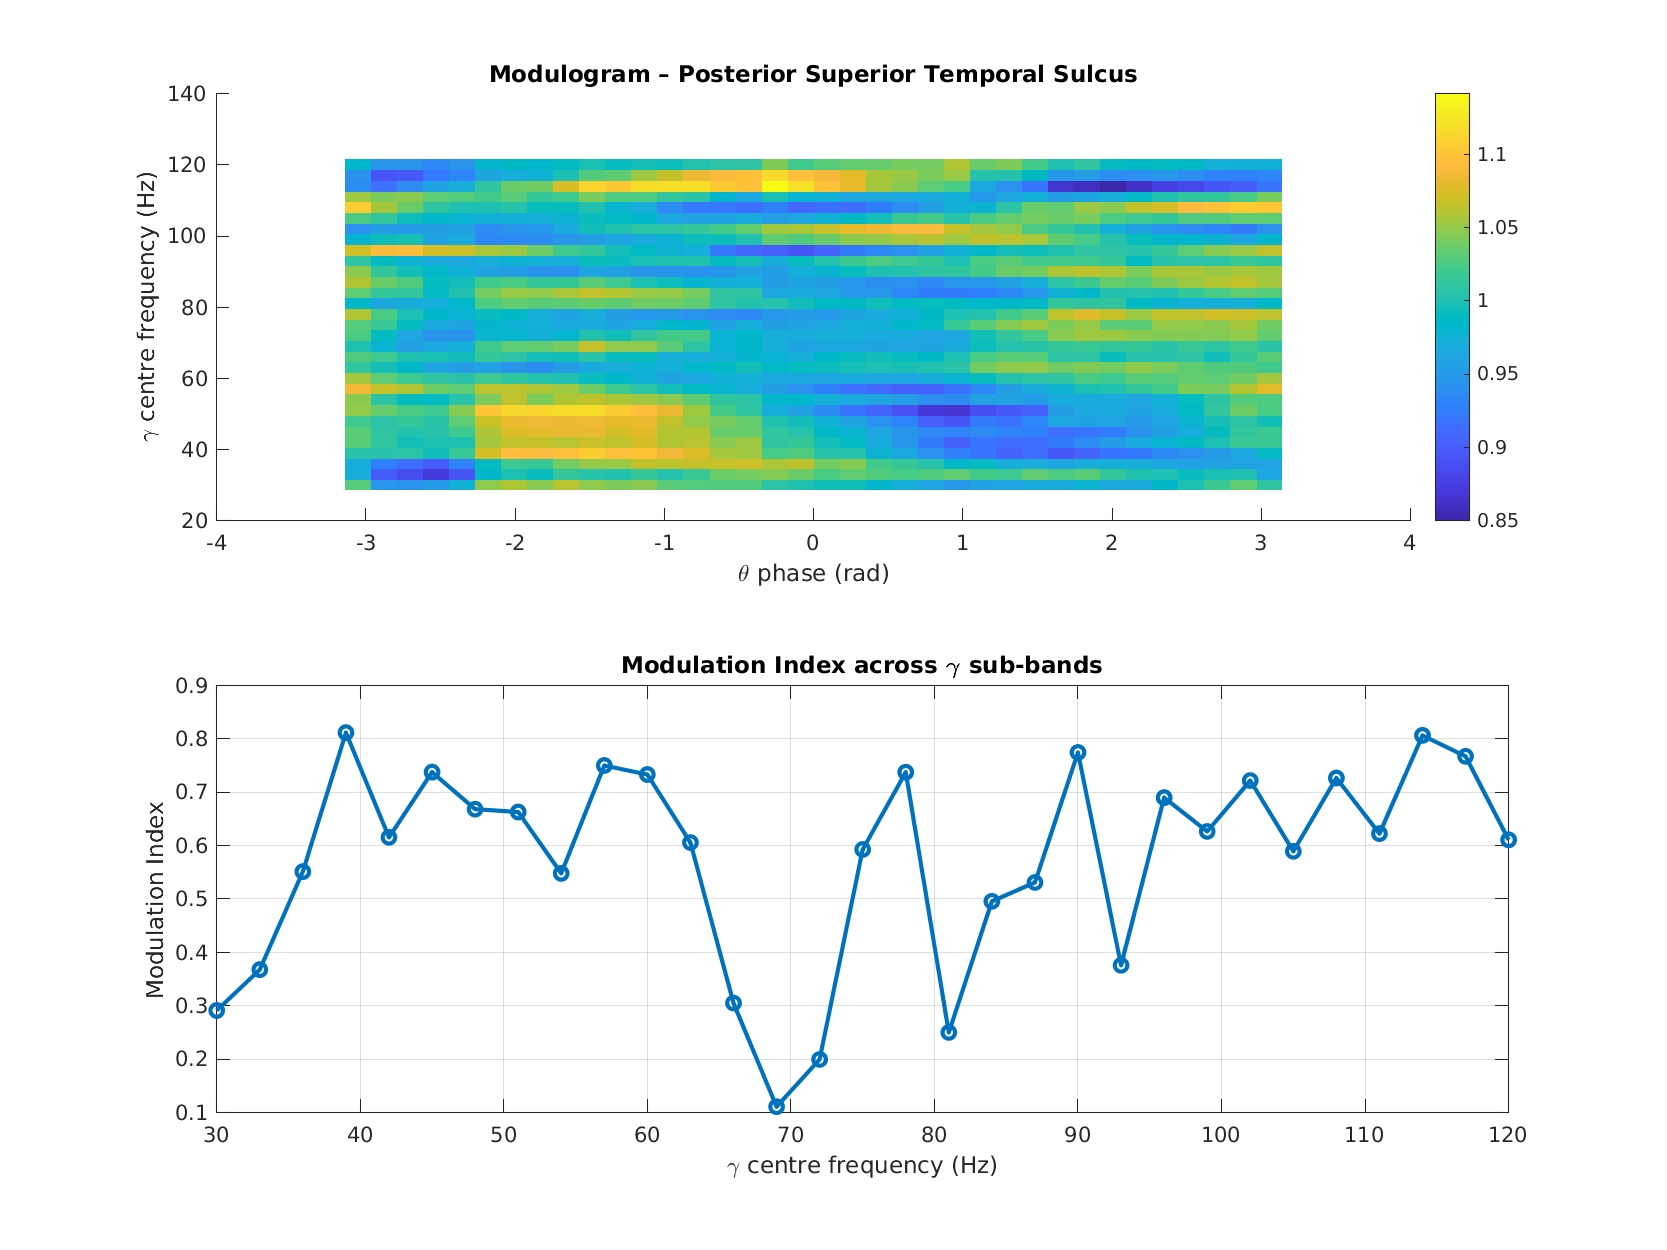 Modulogram – Posterior Superior Temporal Sulcus
140
120
100
80
60
40
20
γ centre frequency (Hz)
-4 -3 -2 -1 0 1 2 3 4
θ phase (rad)
1.1
1.05
1
0.95
0.9
0.85
Modulation Index across γ sub-bands
0.9
0.8
0.7
0.6
0.5
0.4
0.3
0.2
0.1
Modulation Index
30 40 50 60 70 80 90 100 110 120
γ centre frequency (Hz)